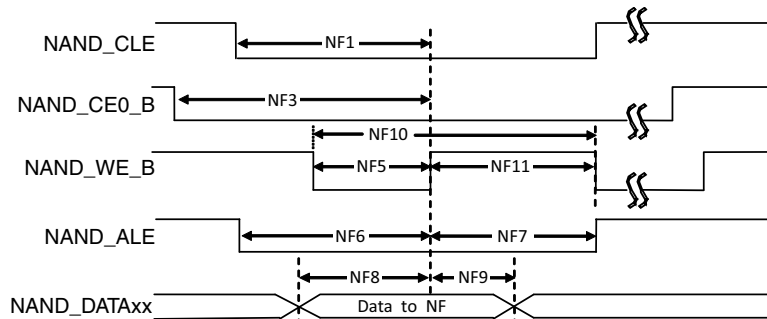 NAND_CLE
NF1
NAND_CE0_B
NF3
NF10
NAND_WE_B
NF5
NF11
NAND_ALE
NF6
NF7
NF8
NF9
NAND_DATAxx
Data to NF